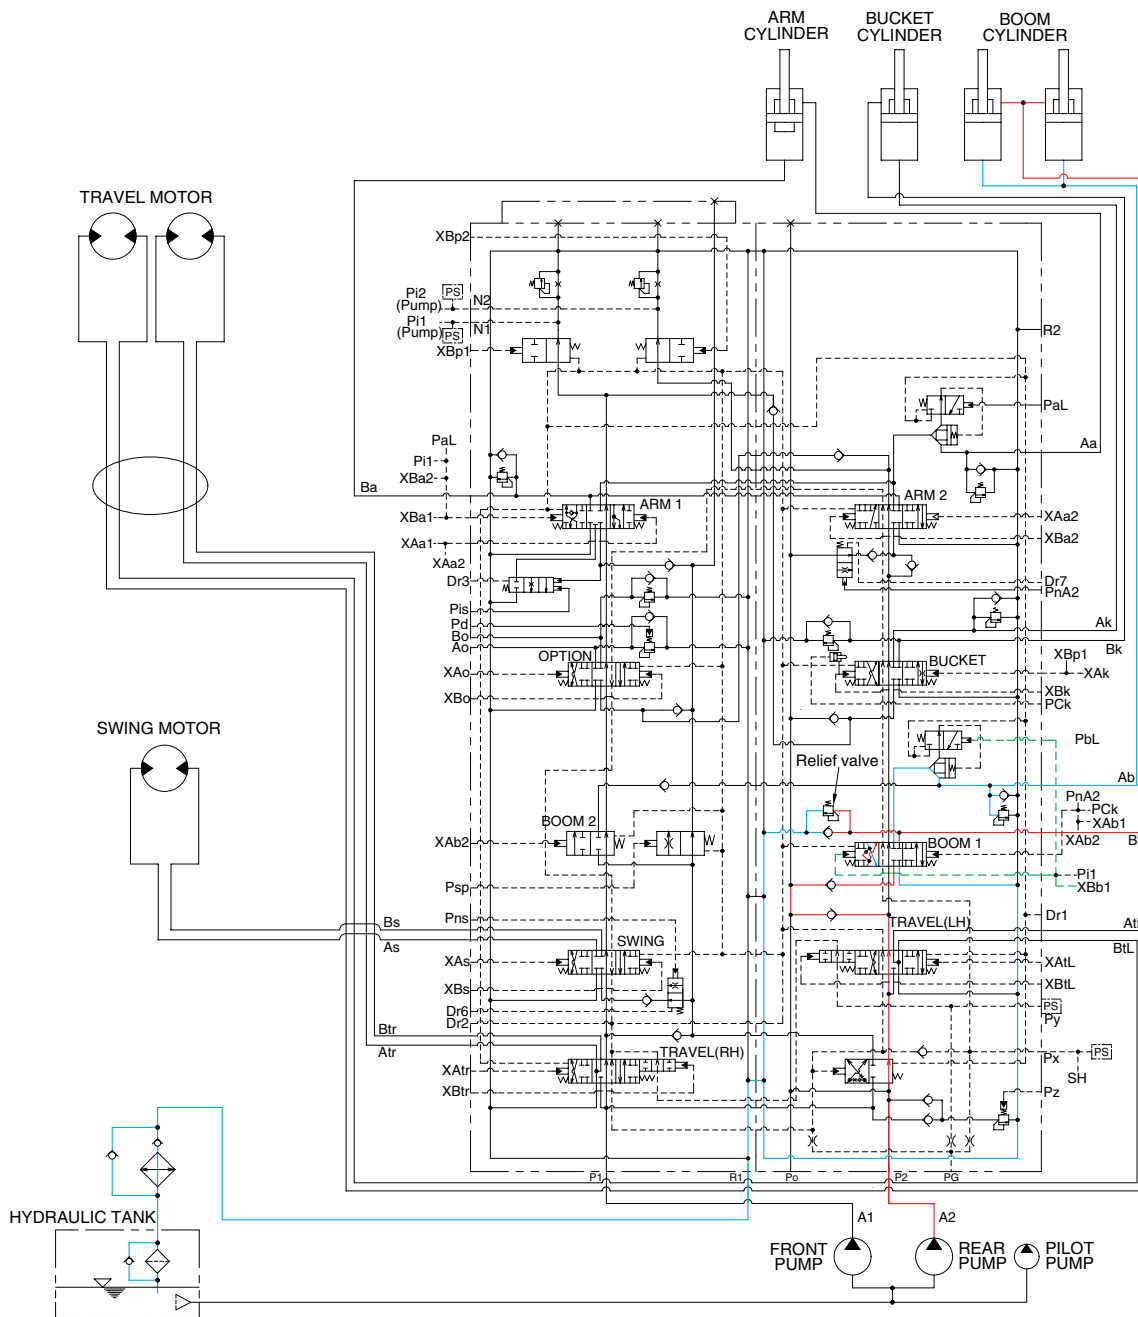 ARM
CYLINDER
BUCKET
CYLINDER
BOOM
CYLINDER
TRAVEL MOTOR
XBp2
Pi2
(Pump)
PS
N2
Pi1
(Pump)
PS
N1
XBp1
R2
PaL
Aa
PaL
Pi1
XBa2
Ba
ARM 1
ARM 2
XBa1
XAa1
XAa2
XAa2
XBa2
Dr3
Dr7
PnA2
Pis
Pd
Bo
Ao
Ak
Bk
OPTION
BUCKET
XBp1
XAo
XAk
XBo
XBk
PCk
SWING MOTOR
PbL
Relief valve
Ab
PnA2
PCk
XAb1
XAb2
BOOM 2
B
XAb2
BOOM 1
Pi1
XBb1
Psp
Pns
Dr1
Bs
As
SWING
TRAVEL(LH)
At
BtL
XAs
XAtL
XBs
XBtL
Dr6
Dr2
PS
Py
Btr
Atr
TRAVEL(RH)
Px
PS
XAtr
SH
XBtr
Pz
P1
R1
Po
P2
PG
HYDRAULIC TANK
A1
A2
FRONT
PUMP
REAR
PUMP
PILOT
PUMP